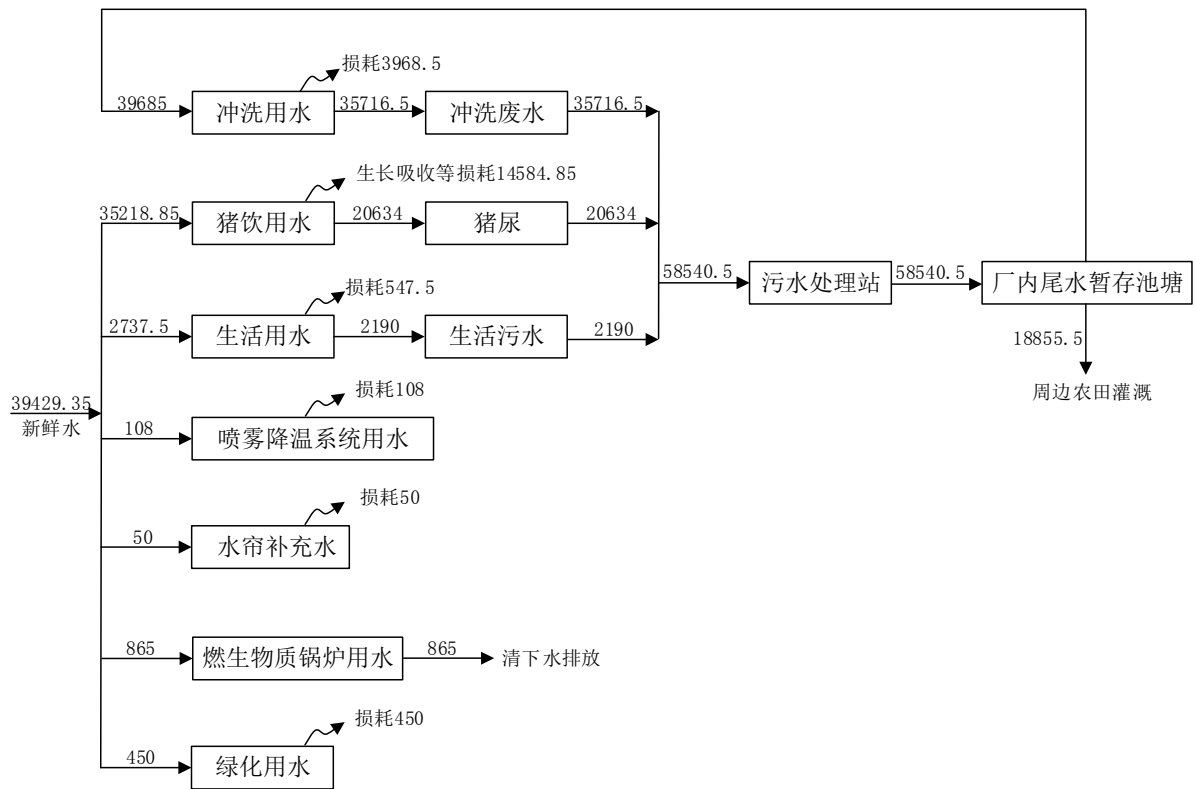 损耗3968.5
39685
冲洗用水
35716.5
冲洗废水
35716.5
生长吸收等损耗14584.85
35218.85
猪饮用水
20634
猪尿
20634
58540.5
污水处理站
58540.5
厂内尾水暂存池塘
损耗547.5
2737.5
生活用水
2190
生活污水
2190
18855.5
周边农田灌溉
39429.35
新鲜水
损耗108
108
喷雾降温系统用水
损耗50
50
水帘补充水
865
燃生物质锅炉用水
865
清下水排放
损耗450
450
绿化用水